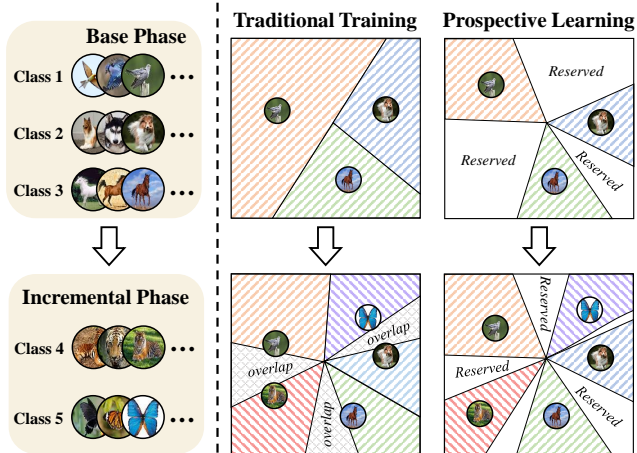 Base Phase
Class 1
Class 2
Class 3
Incremental Phase
Class 4
Class 5
Traditional Training
overlap
overlap
overlap
Prospective Learning
Reserved
Reserved
Reserved
Reserved
Reserved
Reserved